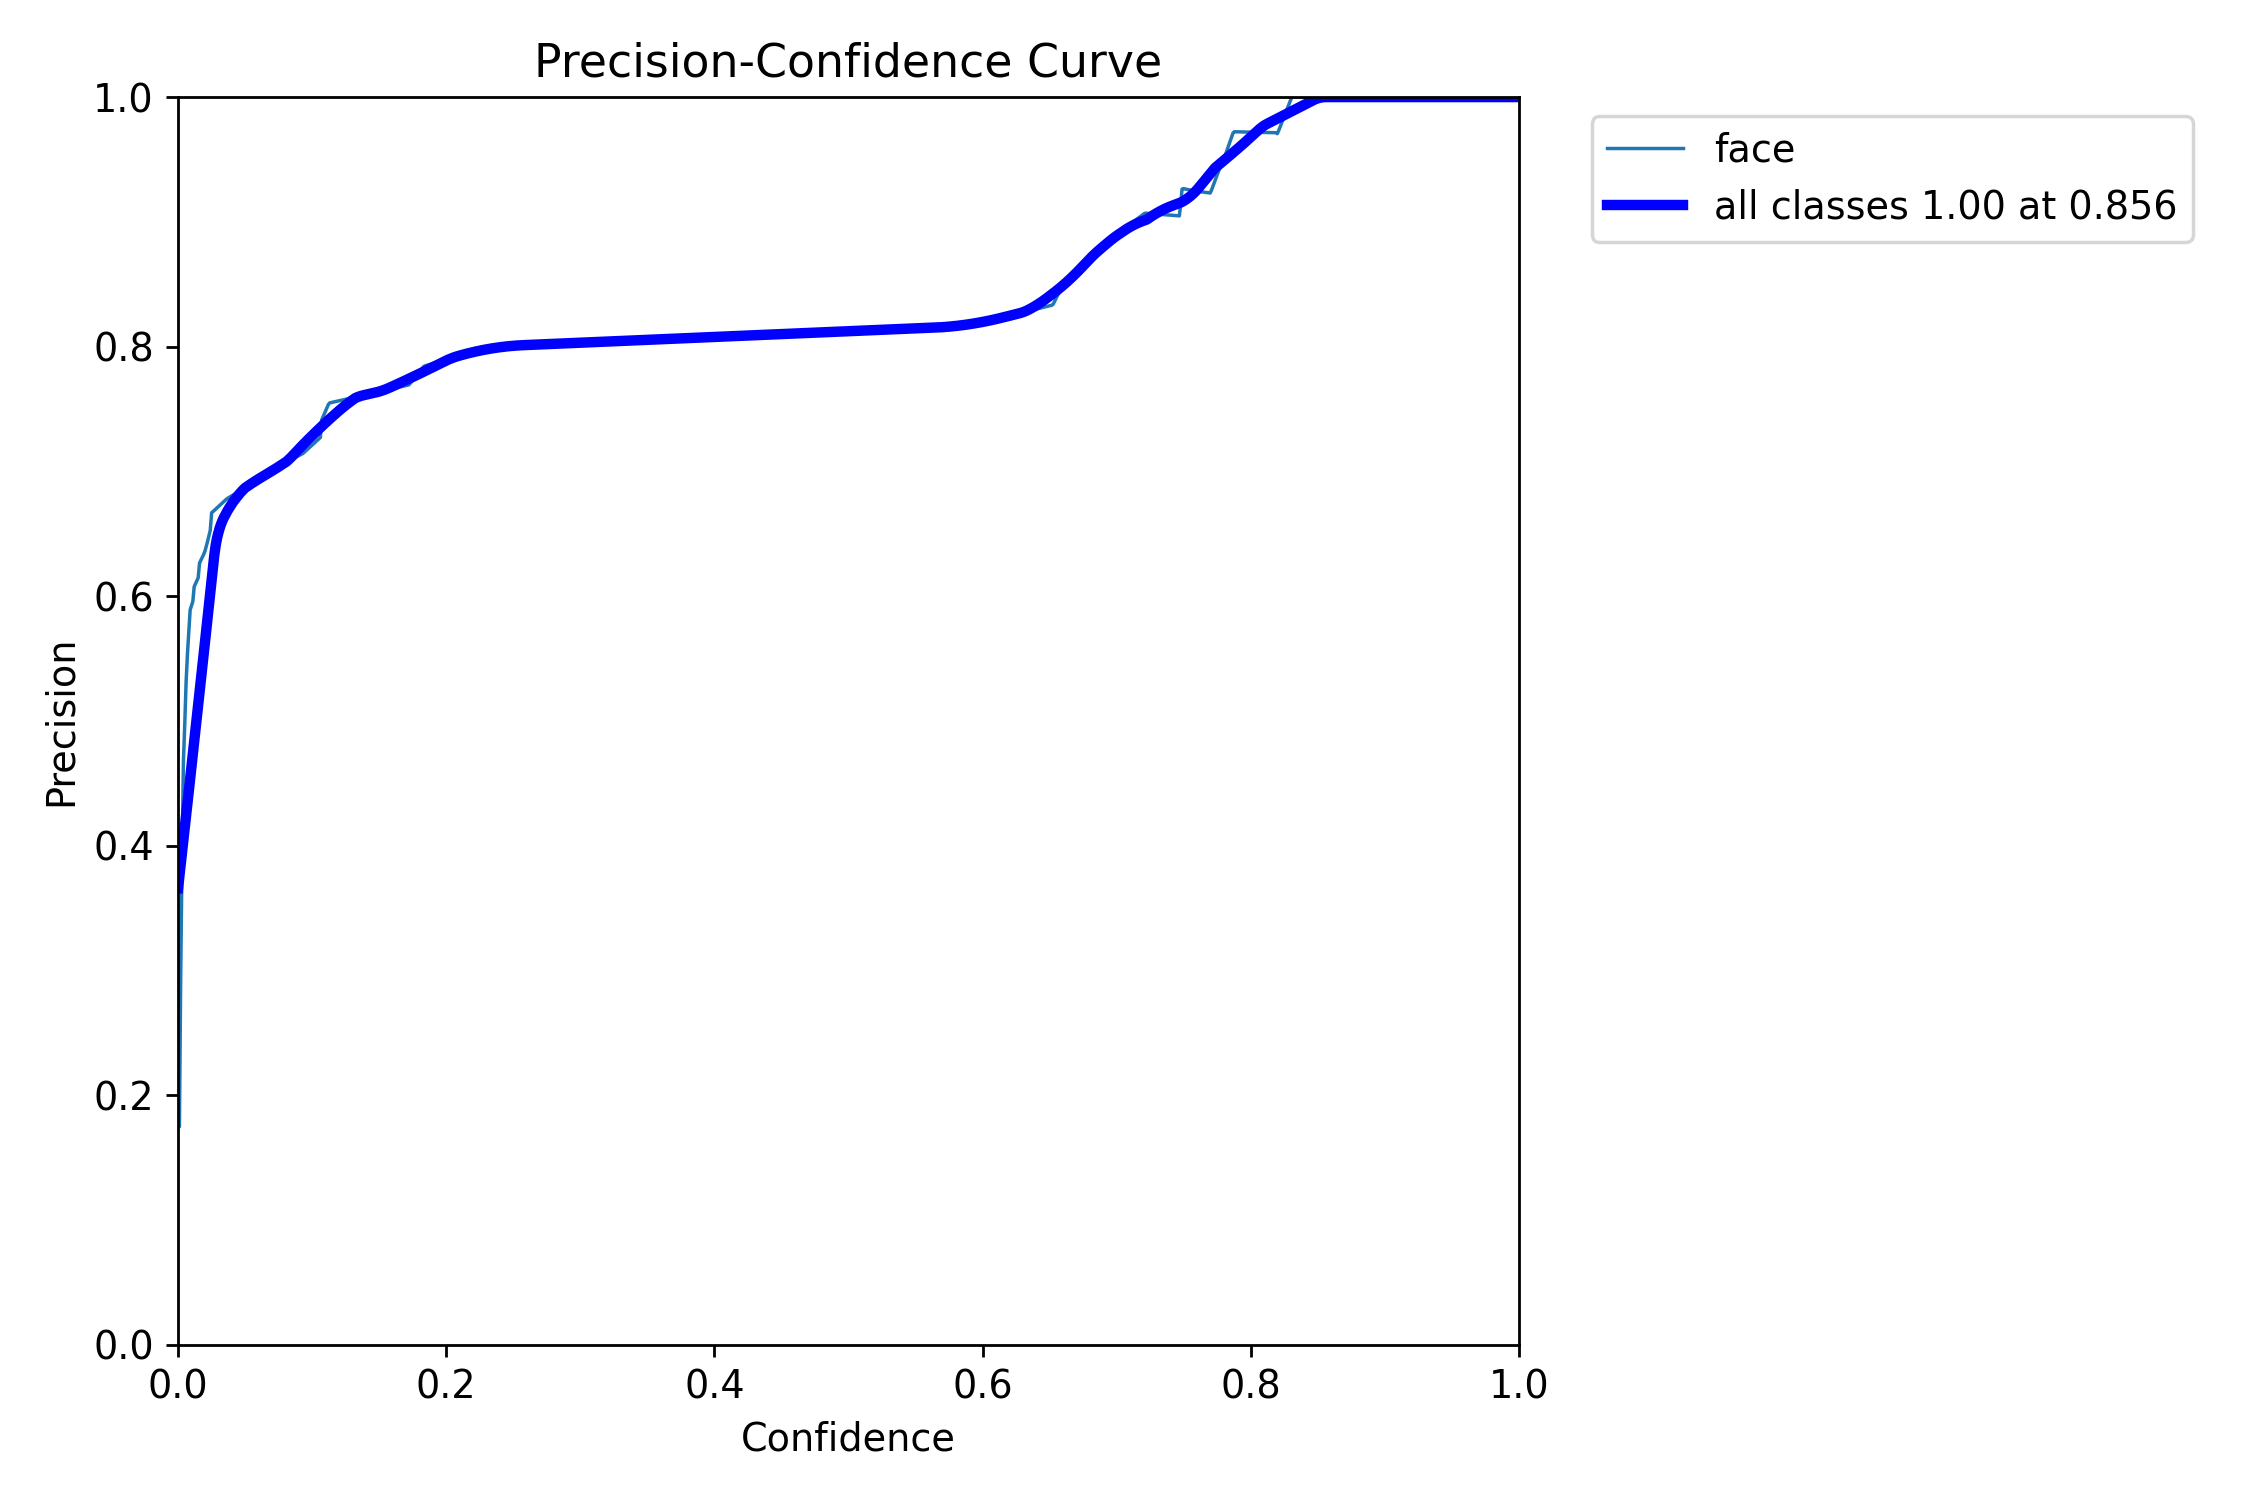 Precision-Confidence Curve
1.0
0.8
0.6
0.4
0.2
0.0
Precision
0.0 0.2 0.4 0.6 0.8 1.0
Confidence
face
all classes 1.00 at 0.856